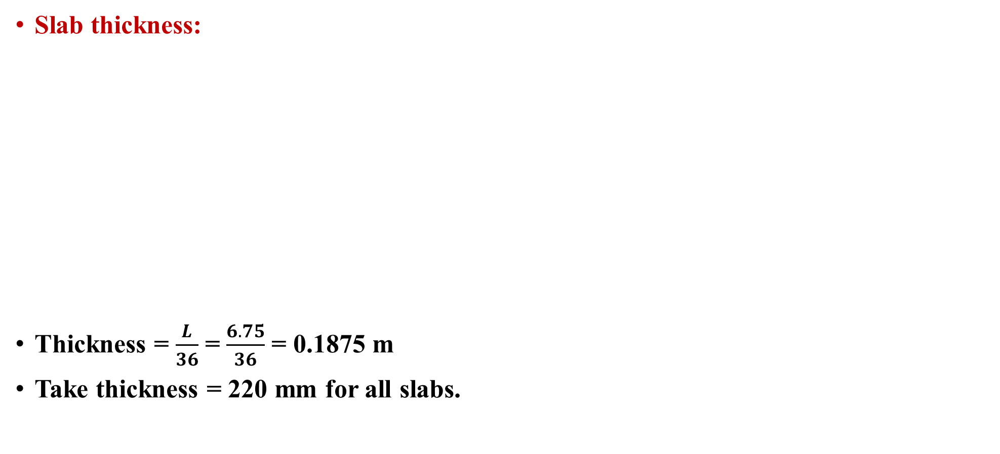 • Slab thickness:
• Thickness = L/36 = 6.75/36 = 0.1875 m
• Take thickness = 220 mm for all slabs.